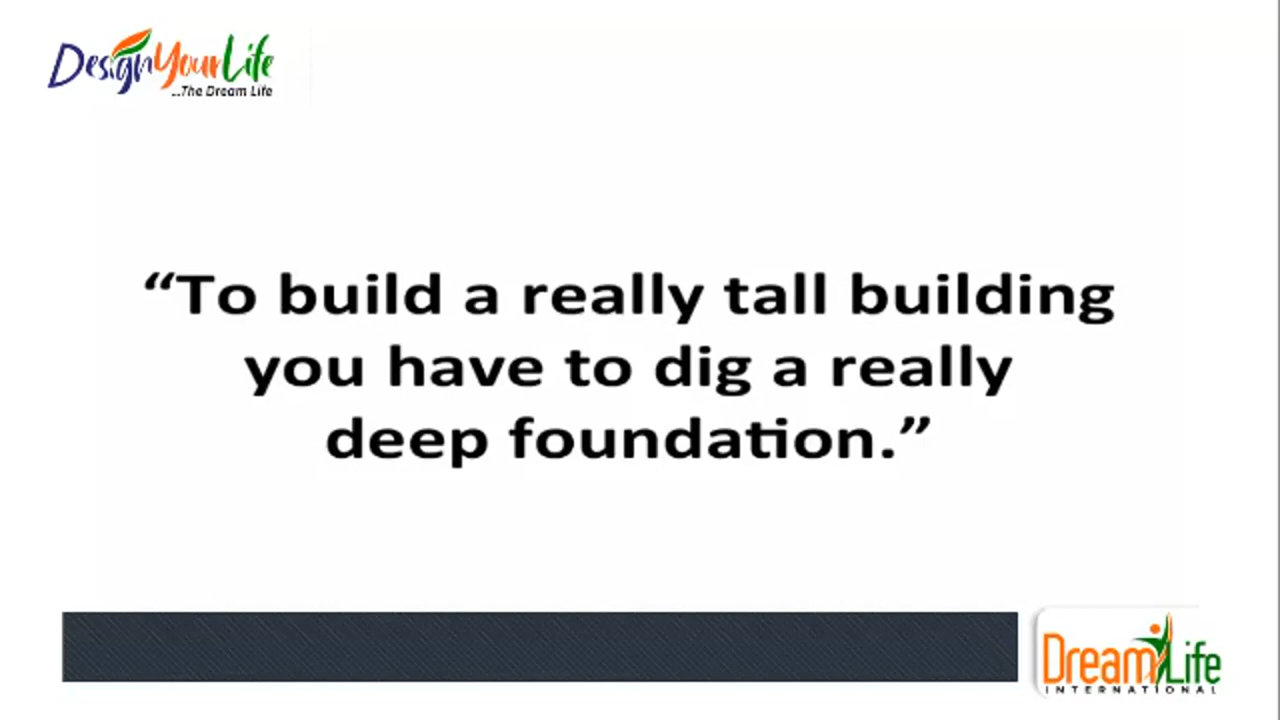 DesignYourLife
...The Dream Life
“To build a really tall building
you have to dig a really
deep foundation.”
DreamLife
INTERNATIONAL